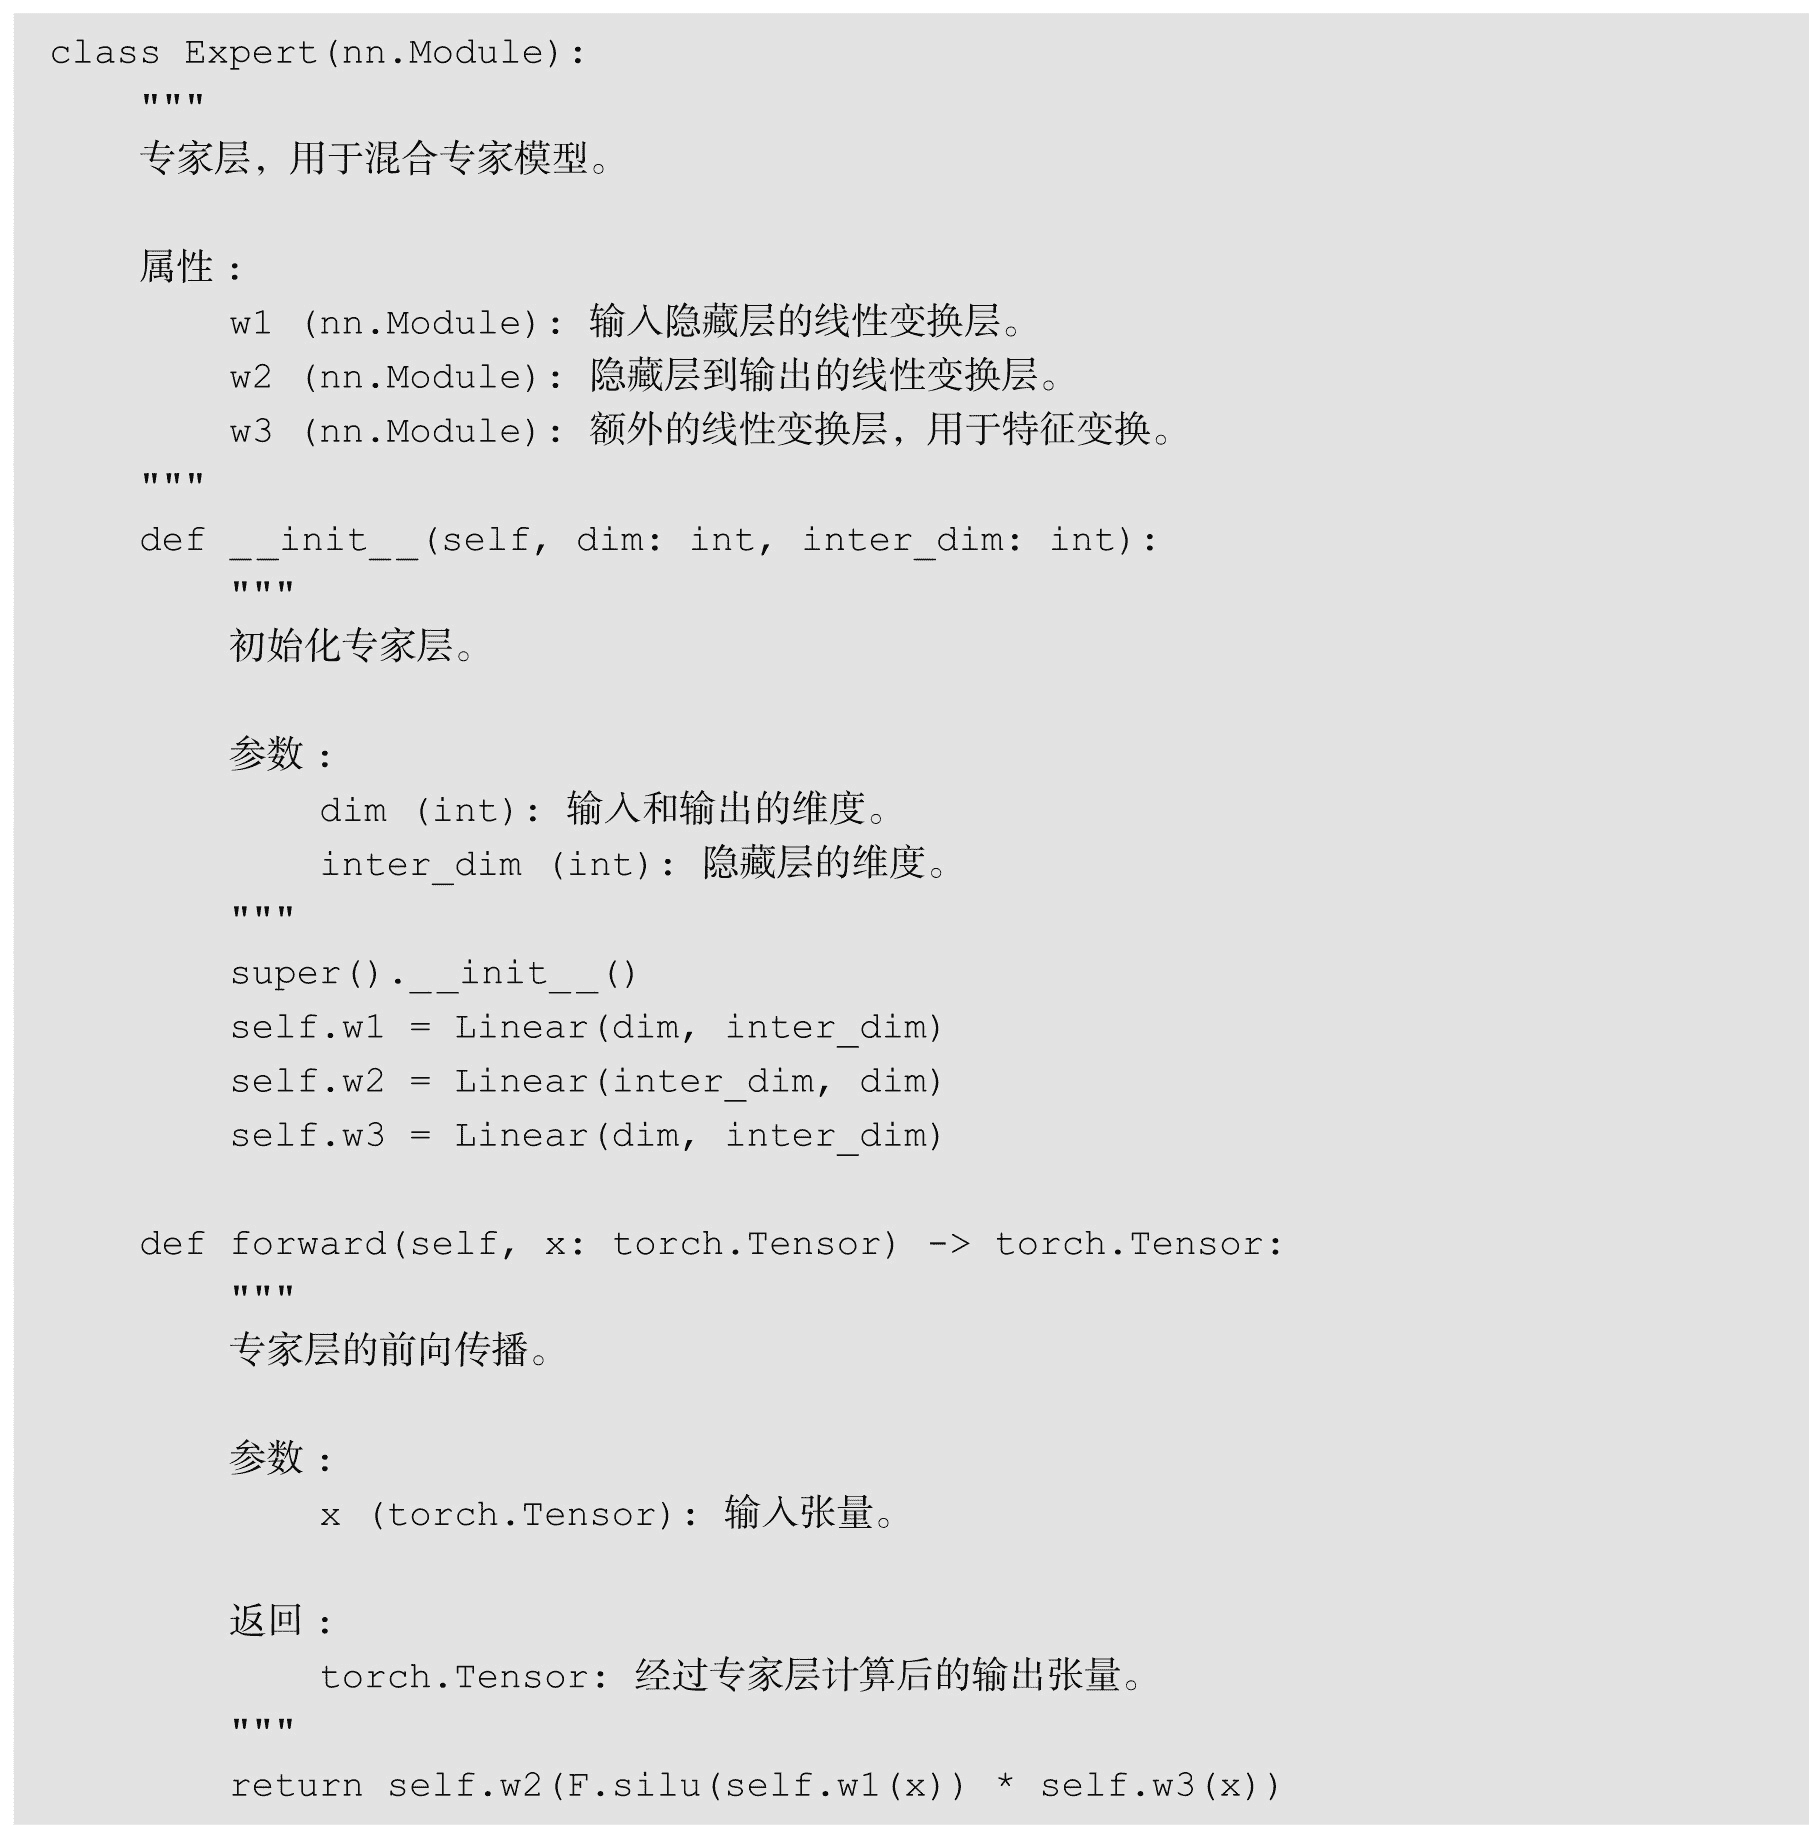 class Expert(nn.Module):
    """
    专家层，用于混合专家模型。

    属性：
        w1 (nn.Module): 输入隐藏层的线性变换层。
        w2 (nn.Module): 隐藏层到输出的线性变换层。
        w3 (nn.Module): 额外的线性变换层，用于特征变换。
    """
    def __init__(self, dim: int, inter_dim: int):
        """
        初始化专家层。

        参数：
            dim (int): 输入和输出的维度。
            inter_dim (int): 隐藏层的维度。
        """
        super().__init__()
        self.w1 = Linear(dim, inter_dim)
        self.w2 = Linear(inter_dim, dim)
        self.w3 = Linear(dim, inter_dim)

    def forward(self, x: torch.Tensor) -> torch.Tensor:
        """
        专家层的前向传播。

        参数：
            x (torch.Tensor): 输入张量。

        返回：
            torch.Tensor: 经过专家层计算后的输出张量。
        """
        return self.w2(F.silu(self.w1(x)) * self.w3(x))